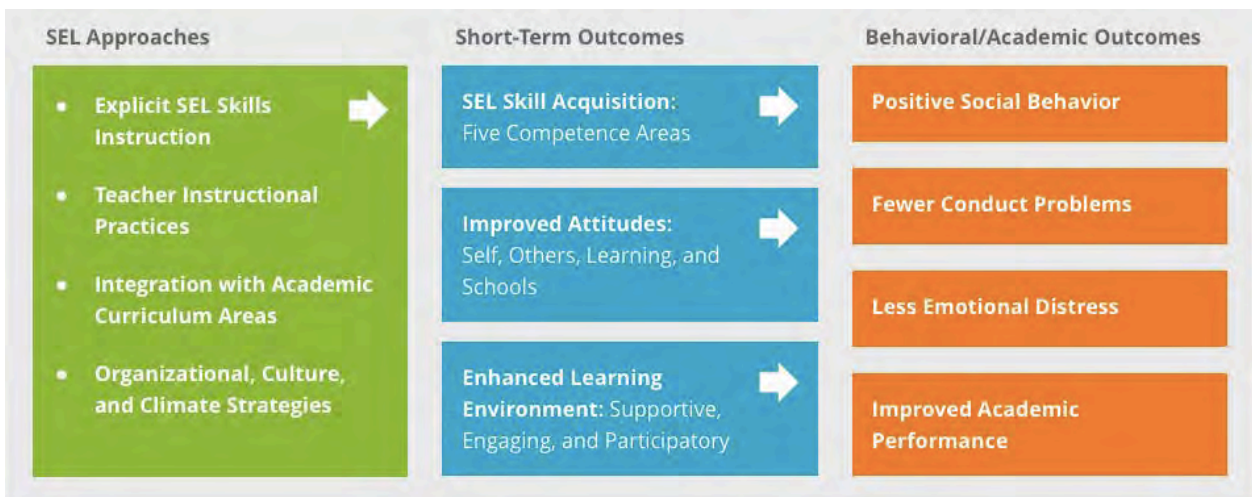 SEL Approaches
• Explicit SEL Skills
Instruction
• Teacher Instructional
Practices
• Integration with Academic
Curriculum Areas
• Organizational, Culture,
and Climate Strategies
Short-Term Outcomes
SEL Skill Acquisition:
Five Competence Areas
Improved Attitudes:
Self, Others, Learning, and
Schools
Enhanced Learning
Environment: Supportive,
Engaging, and Participatory
Behavioral/Academic Outcomes
Positive Social Behavior
Fewer Conduct Problems
Less Emotional Distress
Improved Academic
Performance